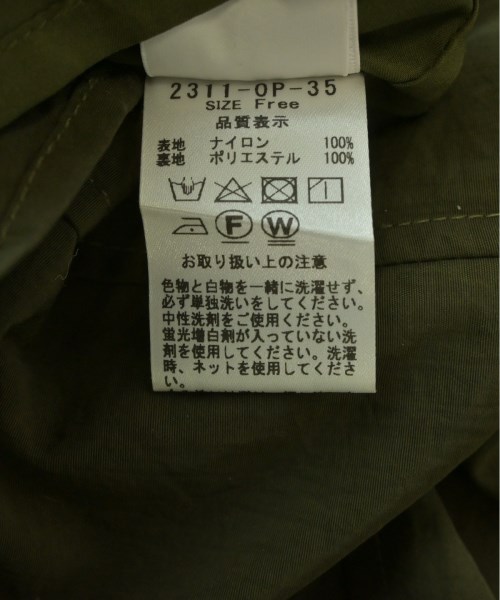 2311-OP-35
SIZE Free
品質表示
表地 ナイロン 100%
裏地 ポリエステル 100%
F W
お取り扱い上の注意
色物と白物を一緒に洗濯せず、
必ず単独洗いをしてください。
中性洗剤をご使用ください。
蛍光増白剤が入っていない洗
剤を使用してください。洗濯
時、ネットを使用してくださ
い。